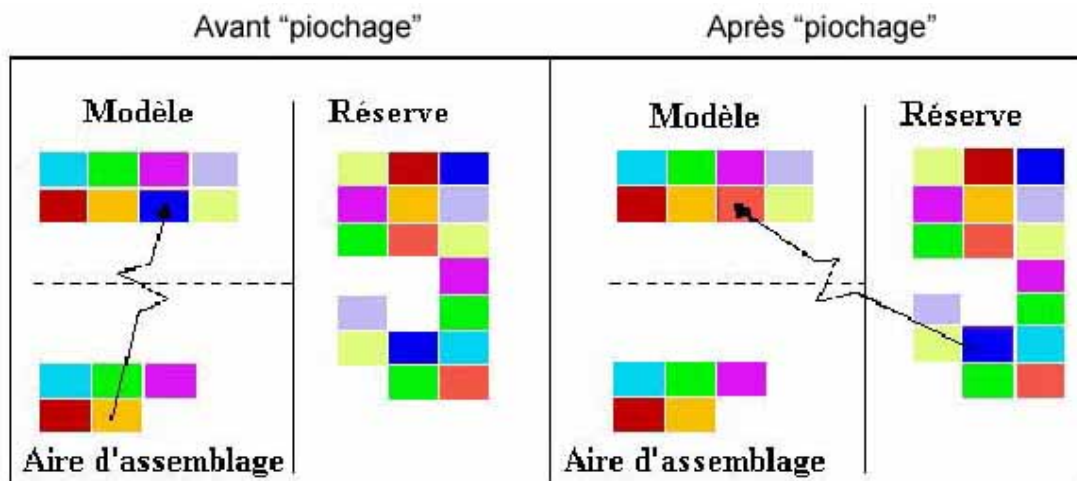 Avant “piochage”
Après “piochage”
Modèle
Réserve
Aire d'assemblage
Modèle
Réserve
Aire d'assemblage